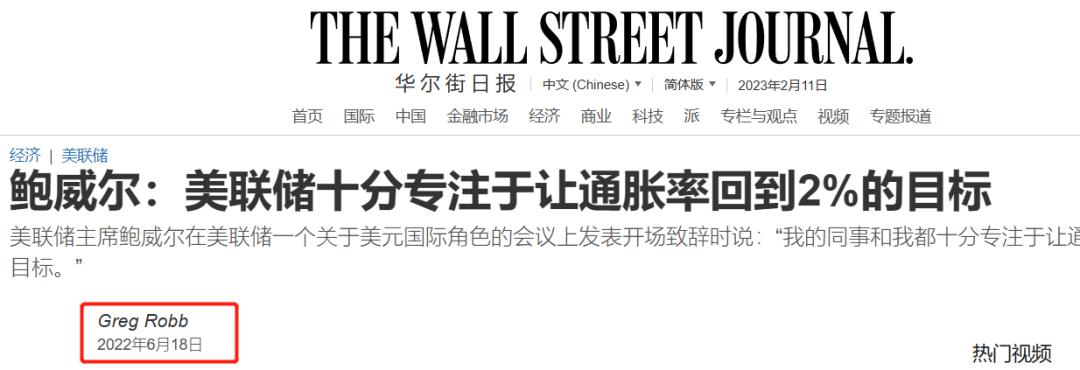 THE WALL STREET JOURNAL.
华尔街日报 中文 (Chinese) 简体版 2023年2月11日
首页 国际 中国 金融市场 经济 商业 科技 派 专栏与观点 视频 专题报道
经济 | 美联储
鲍威尔：美联储十分专注于让通胀率回到2%的目标
美联储主席鲍威尔在美联储一个关于美元国际角色的会议上发表开场致辞时说：“我的同事和我都十分专注于让通
目标。”
Greg Robb
2022年6月18日
热门视频